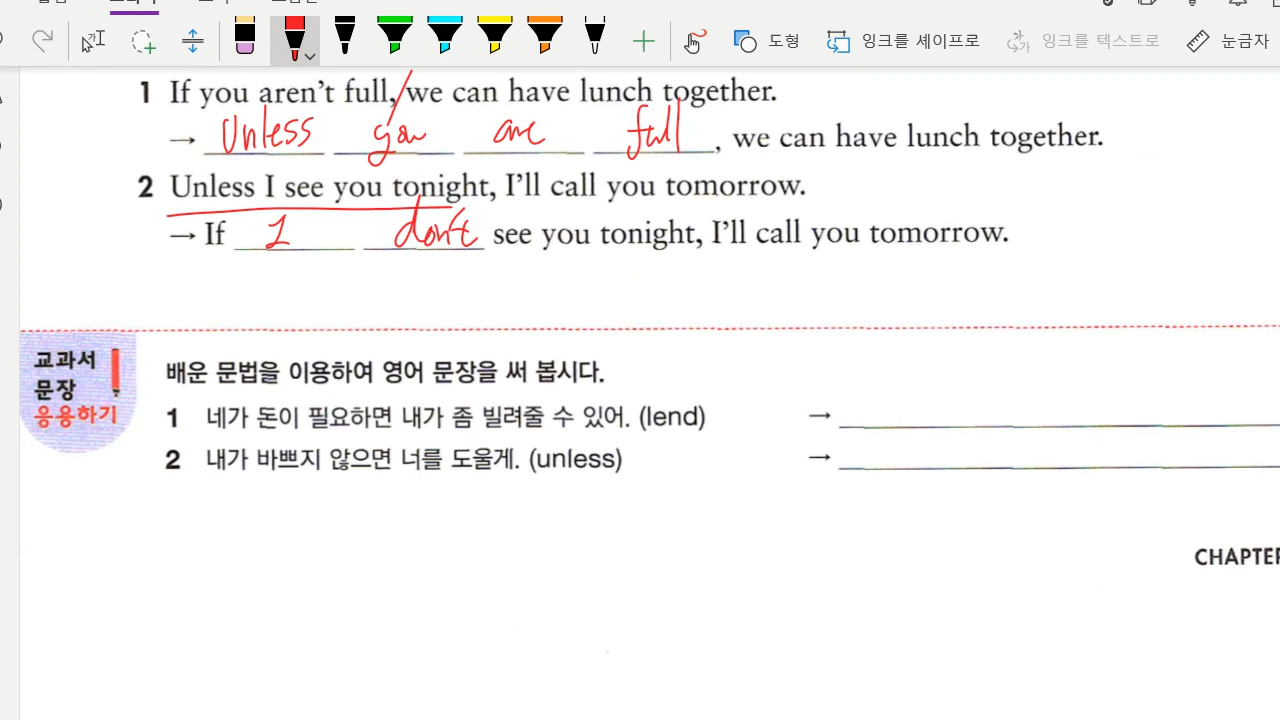 도형 잉크를 셰이프로 잉크를 텍스트로 눈금자
1 If you aren't full, we can have lunch together.
→ Unless you are full, we can have lunch together.
2 Unless I see you tonight, I'll call you tomorrow.
→ If I don't see you tonight, I'll call you tomorrow.
교과서
문장
응용하기
배운 문법을 이용하여 영어 문장을 써 봅시다.
1 네가 돈이 필요하면 내가 좀 빌려줄 수 있어. (lend) →
2 내가 바쁘지 않으면 너를 도울게. (unless) →
CHAPTER